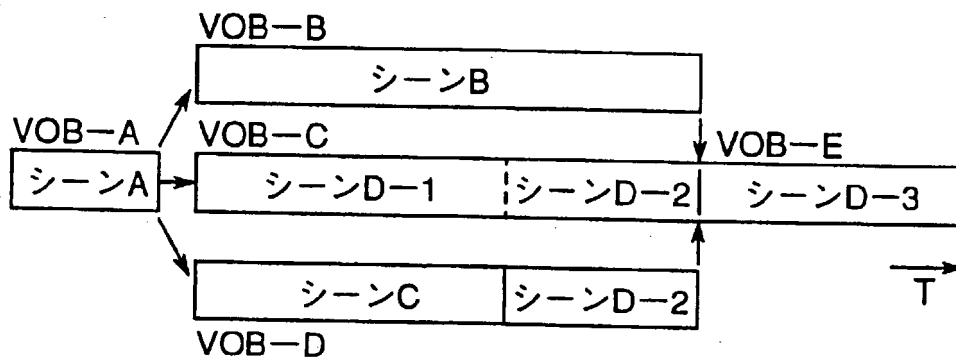 VOB—B
シーンB
VOB—A
VOB—C
VOB—E
シーンA
シーンD—1
シーンD—2
シーンD—3
シーンC
シーンD—2
T
VOB—D